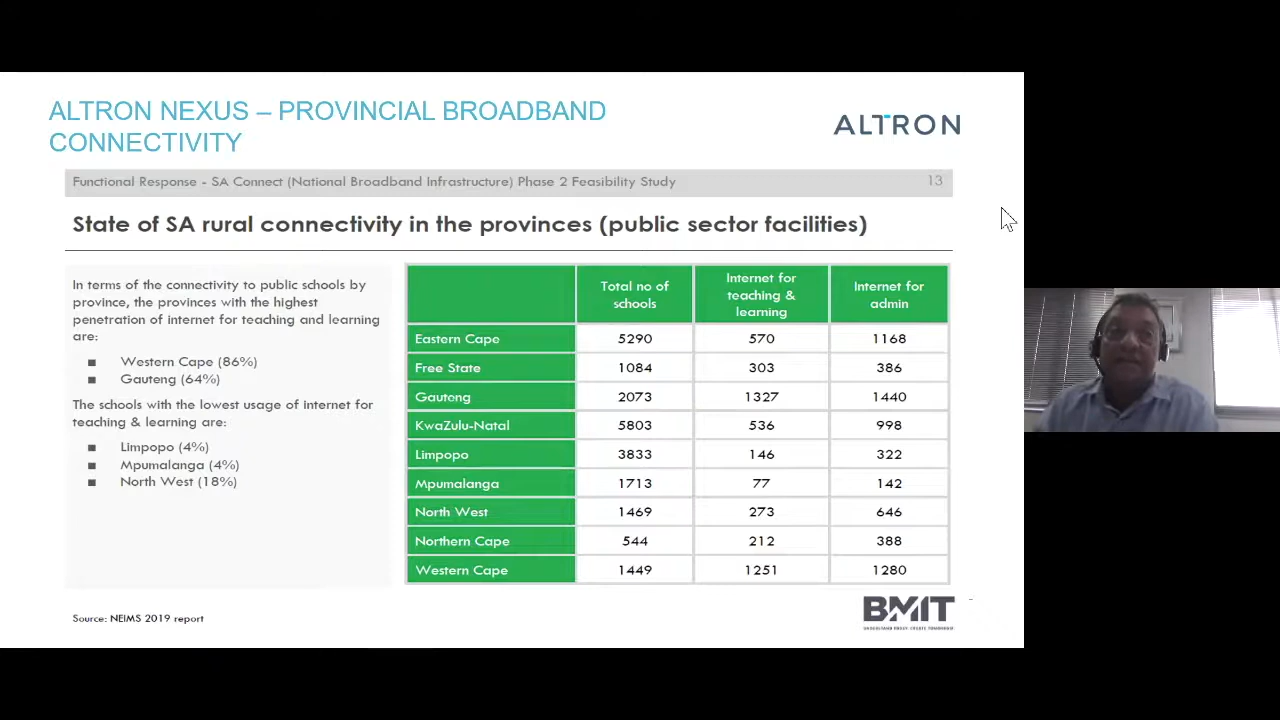 ALTRON NEXUS – PROVINCIAL BROADBAND
CONNECTIVITY
ALTRON
Functional Response - SA Connect (National Broadband Infrastructure) Phase 2 Feasibility Study 13
State of SA rural connectivity in the provinces (public sector facilities)
In terms of the connectivity to public schools by
province, the provinces with the highest
penetration of internet for teaching and learning
are:
■ Western Cape (86%)
■ Gauteng (64%)
The schools with the lowest usage of internet for
teaching & learning are:
■ Limpopo (4%)
■ Mpumalanga (4%)
■ North West (18%)
Total no of
schools
Internet for
teaching &
learning
Internet for
admin
Eastern Cape 5290 570 1168
Free State 1084 303 386
Gauteng 2073 1327 1440
KwaZulu-Natal 5803 536 998
Limpopo 3833 146 322
Mpumalanga 1713 77 142
North West 1469 273 646
Northern Cape 544 212 388
Western Cape 1449 1251 1280
Source: NEIMS 2019 report
BMIT